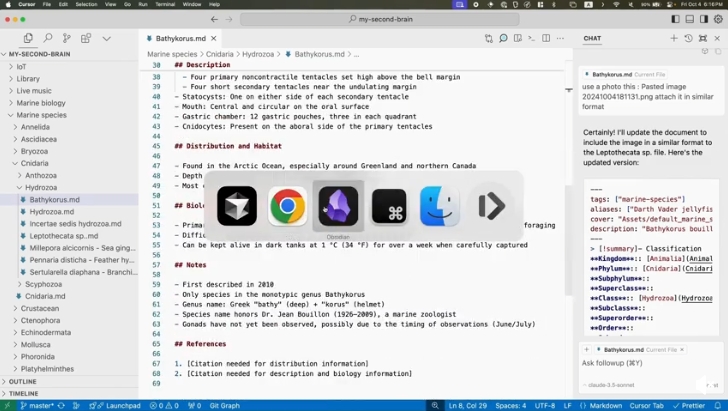 Cursor File Edit Selection View Go Run Terminal Window Help
Fri Oct 4 6:16 PM
my-second-brain
Bathykorus.md
CHAT
MY-SECOND-BRAIN
IoT
Library
Live music
Marine biology
Marine species
Annelida
Ascidiacea
Bryozoa
Cnidaria
Anthozoa
Hydrozoa
Bathykorus.md
Hydrozoa.md
Incertae sedis hydrozoa.md
Leptothecata sp..md
Millepora alcicornis - Sea ging...
Pennaria disticha - Feather hy...
Sertularella diaphana - Branchi...
Scyphozoa
Cnidaria.md
Crustacean
Ctenophora
Echinodermata
Mollusca
Phoronida
Platyhelminthes
OUTLINE
TIMELINE
Marine species > Cnidaria > Hydrozoa > Bathykorus.md > ...
30 ## Description
38 - Four primary noncontractile tentacles set high above the bell margin
39 - Four short secondary tentacles near the undulating margin
40 - Statocysts: One on either side of each secondary tentacle
41 - Mouth: Central and circular on the oral surface
42 - Gastric chamber: 12 gastric pouches, three in each quadrant
43 - Cnidocytes: Present on the aboral side of the primary tentacles
44
45 ## Distribution and Habitat
46
47 - Found in the Arctic Ocean, especially around Greenland and northern Canada
48 - Depth
49 - Most c
50
51 ## Biol
52
53 - Primar
foraging
54 - Diffic
55 - Can be kept alive in dark tanks at 1 °C (34 °F) for over a week when carefully captured
56
57 ## Notes
58
59 - First described in 2010
60 - Only species in the monotypic genus Bathykorus
61 - Genus name: Greek "bathy" (deep) + "korus" (helmet)
62 - Species name honors Dr. Jean Bouillon (1926–2009), a marine zoologist
63 - Gonads have not yet been observed, possibly due to the timing of observations (June/July)
64
65 ## References
66
67 1. [Citation needed for distribution information]
68 2. [Citation needed for description and biology information]
69
Obsidian
Bathykorus.md Current File
use a photo this : Pasted image
20241004181131.png attach it in similar
format
Certainly! I'll update the document to
include the image in a similar format to
the Leptothecata sp. file. Here's the
updated version:
---
tags: ["marine-species"]
aliases: ["Darth Vader jellyfis
cover: "Assets/default_marine_s
description: "Bathykorus bouill
---
> [!summary]- Classification
**Kingdom**:: [Animalia](Animal
**Phylum**:: [Cnidaria](Cnidari
**Subphylum**::
**Superclass**::
**Class**:: [Hydrozoa](Hydrozoa
**Subclass**::
**Superorder**::
**Order**::
Bathykorus.md Current File
Ask followup (⌘Y)
claude-3.5-sonnet
master*
Launchpad
0
0
0
Git Graph
Ln 8, Col 29
Spaces: 4
UTF-8
LF
Markdown
Cursor Tab
Prettier